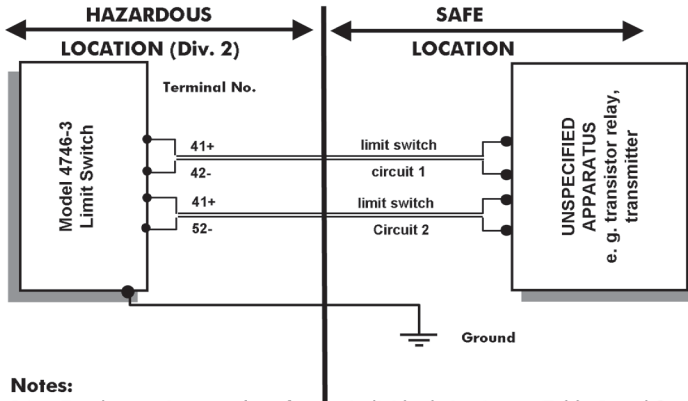 HAZARDOUS
SAFE
LOCATION (Div. 2)
LOCATION
Terminal No.
Model 4746-3
Limit Switch
41+
42-
41+
52-
limit switch
circuit 1
limit switch
Circuit 2
UNSPECIFIED
APPARATUS
e. g. transistor relay,
transmitter
Ground
Notes: